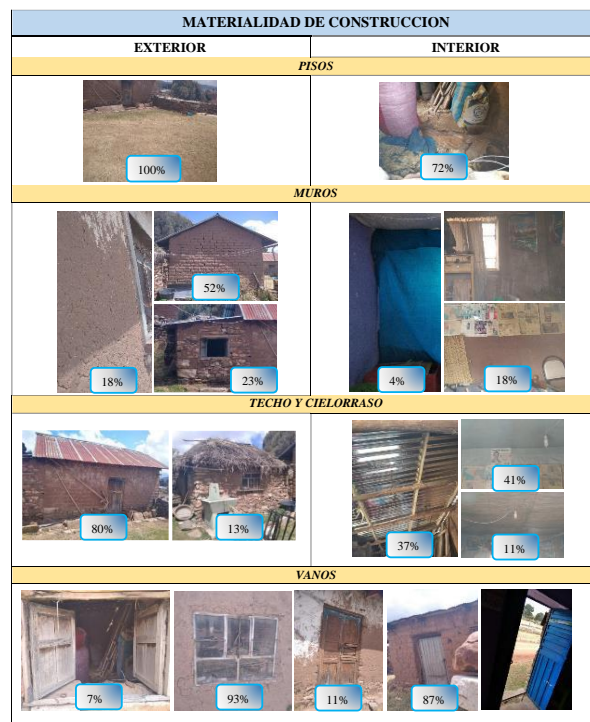 MATERIALIDAD DE CONSTRUCCION
EXTERIOR
INTERIOR
PISOS
100%
72%
MUROS
52%
18%
23%
4%
18%
TECHO Y CIELORRASO
80%
13%
37%
41%
11%
VANOS
7%
93%
11%
87%